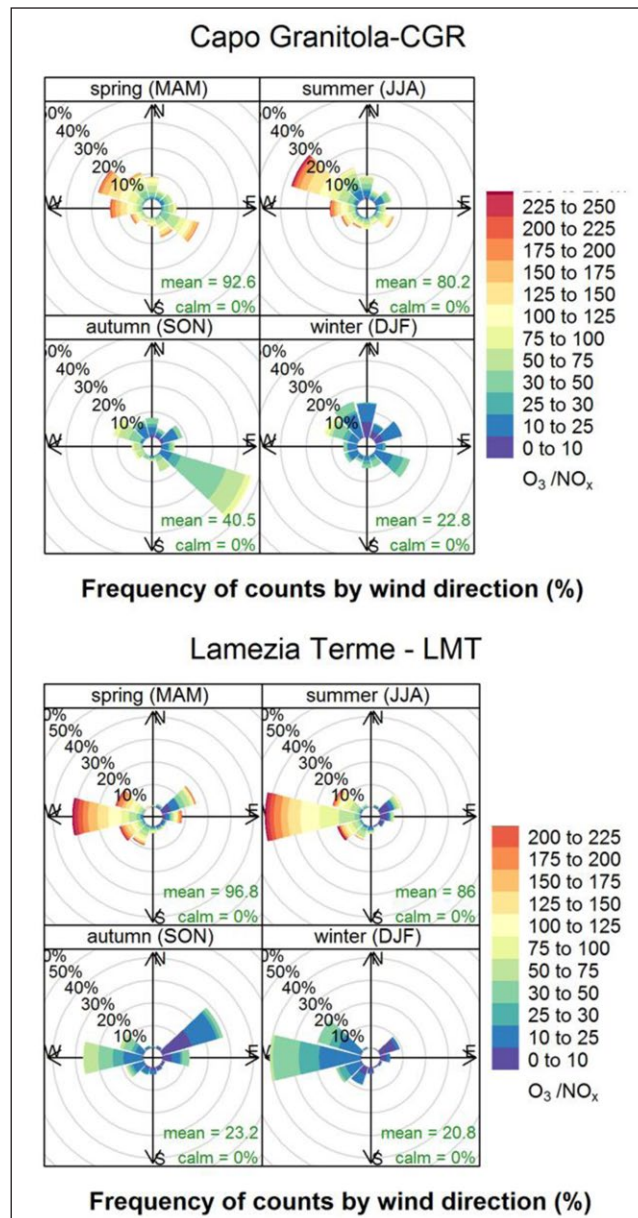 Capo Granitola-CGR
spring (MAM)
summer (JJA)
50%
40%
30%
20%
10%
N
W
E
S
mean = 92.6
calm = 0%
50%
40%
30%
20%
10%
N
W
E
S
mean = 80.2
calm = 0%
autumn (SON)
winter (DJF)
50%
40%
30%
20%
10%
N
W
E
S
mean = 40.5
calm = 0%
50%
40%
30%
20%
10%
N
W
E
S
mean = 22.8
calm = 0%
225 to 250
200 to 225
175 to 200
150 to 175
125 to 150
100 to 125
75 to 100
50 to 75
30 to 50
25 to 30
10 to 25
0 to 10
O₃ /NOₓ
Frequency of counts by wind direction (%)
Lamezia Terme - LMT
spring (MAM)
summer (JJA)
0%
50%
40%
30%
20%
10%
N
W
E
S
mean = 96.8
calm = 0%
0%
50%
40%
30%
20%
10%
N
W
E
S
mean = 86
calm = 0%
autumn (SON)
winter (DJF)
0%
50%
40%
30%
20%
10%
N
W
E
S
mean = 23.2
calm = 0%
0%
50%
40%
30%
20%
10%
N
W
E
S
mean = 20.8
calm = 0%
200 to 225
175 to 200
150 to 175
125 to 150
100 to 125
75 to 100
50 to 75
30 to 50
25 to 30
10 to 25
0 to 10
O₃ /NOₓ
Frequency of counts by wind direction (%)